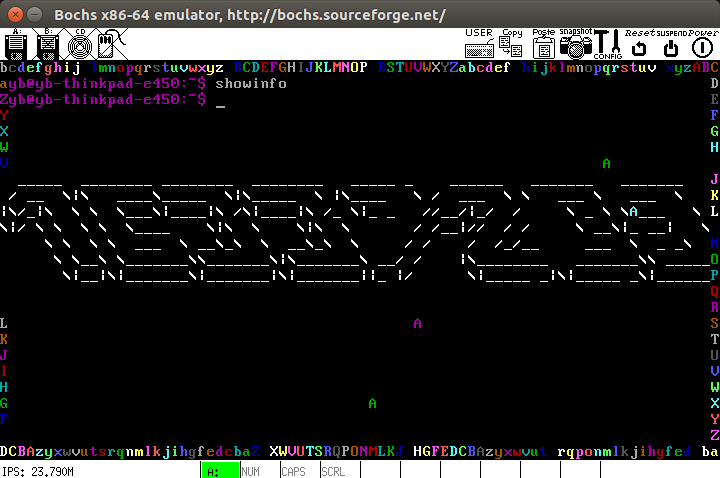 Bochs x86-64 emulator, http://bochs.sourceforge.net/
A: B: CD USER Copy Paste Snapshot CONFIG Reset SUSPEND Power
bcdefghij lmnopqrstuvwxyz BCDEFGHIJKLMNOP RSTUVWXYZabcdef hijklmnopqrstuv xyzABC
ayb@yb-thinkpad-e450:~$ showinfo D
Zyb@yb-thinkpad-e450:~$ _ E
Y F
X G
W H
V A
J
K
A L
N
O
P
Q
R
L A S
K T
J U
I V
H W
G A X
F Y
Z
DCBAzyxwvutsrqnmlkjihgfedcbaZ XWVUTSRQPONMLKJ HGFEDCBAzyxwvut rqponmlkjihgfed ba
IPS: 23.790M A: NUM CAPS SCRL